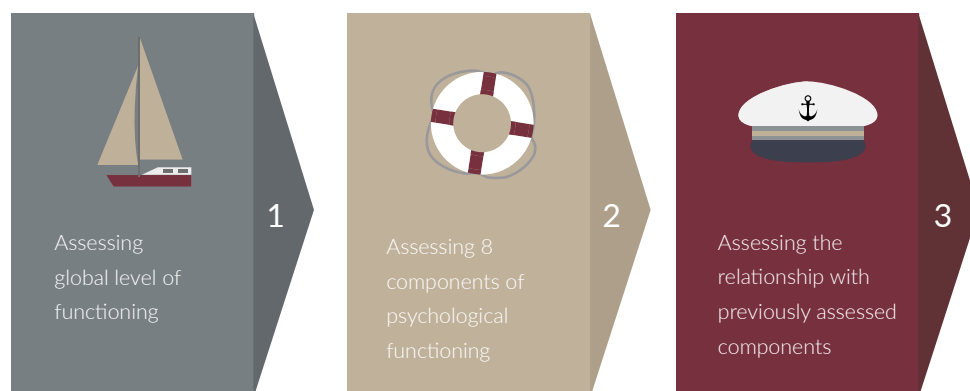 Assessing
global level of
functioning
1
Assessing 8
components of
psychological
functioning
2
Assessing the
relationship with
previously assessed
components
3